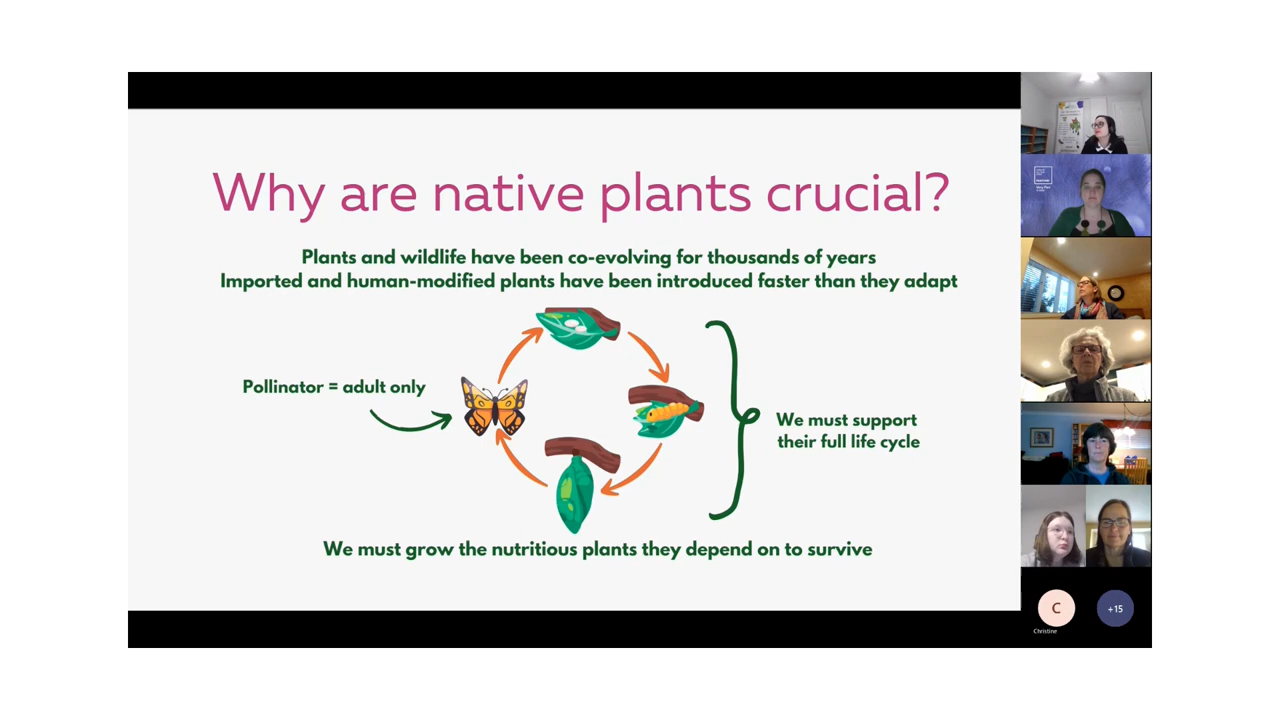 Why are native plants crucial?
Plants and wildlife have been co-evolving for thousands of years
Imported and human-modified plants have been introduced faster than they adapt
Pollinator = adult only
We must support
their full life cycle
We must grow the nutritious plants they depend on to survive
C
+15
Christine